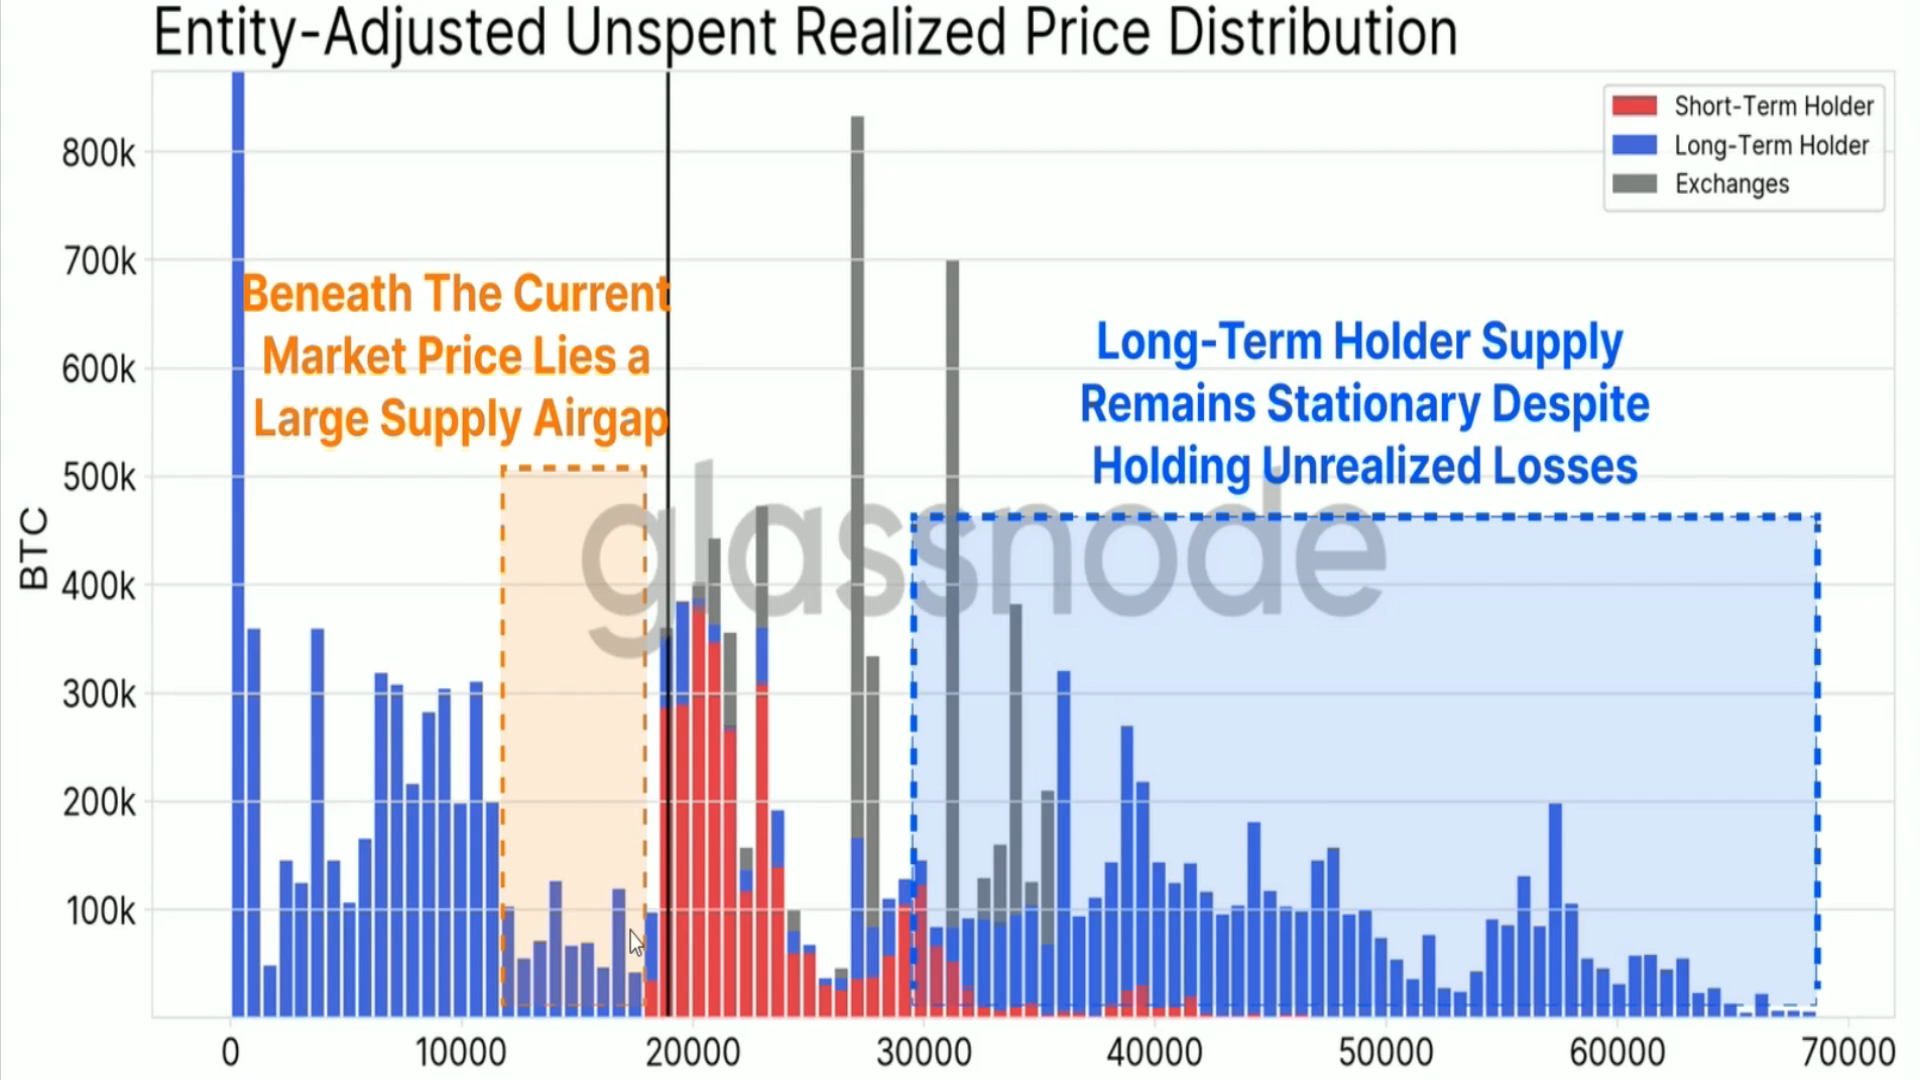 Entity-Adjusted Unspent Realized Price Distribution
Short-Term Holder
Long-Term Holder
Exchanges
800k
700k
600k
500k
400k
300k
200k
100k
BTC
Beneath The Current
Market Price Lies a
Large Supply Airgap
Long-Term Holder Supply
Remains Stationary Despite
Holding Unrealized Losses
glassnode
0 10000 20000 30000 40000 50000 60000 70000